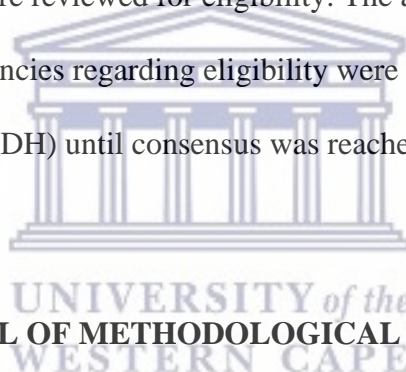 re reviewed for eligibility. The a
ncies regarding eligibility were
DH) until consensus was reache
UNIVERSITY of the
L OF METHODOLOGICAL
WESTERN CAPE